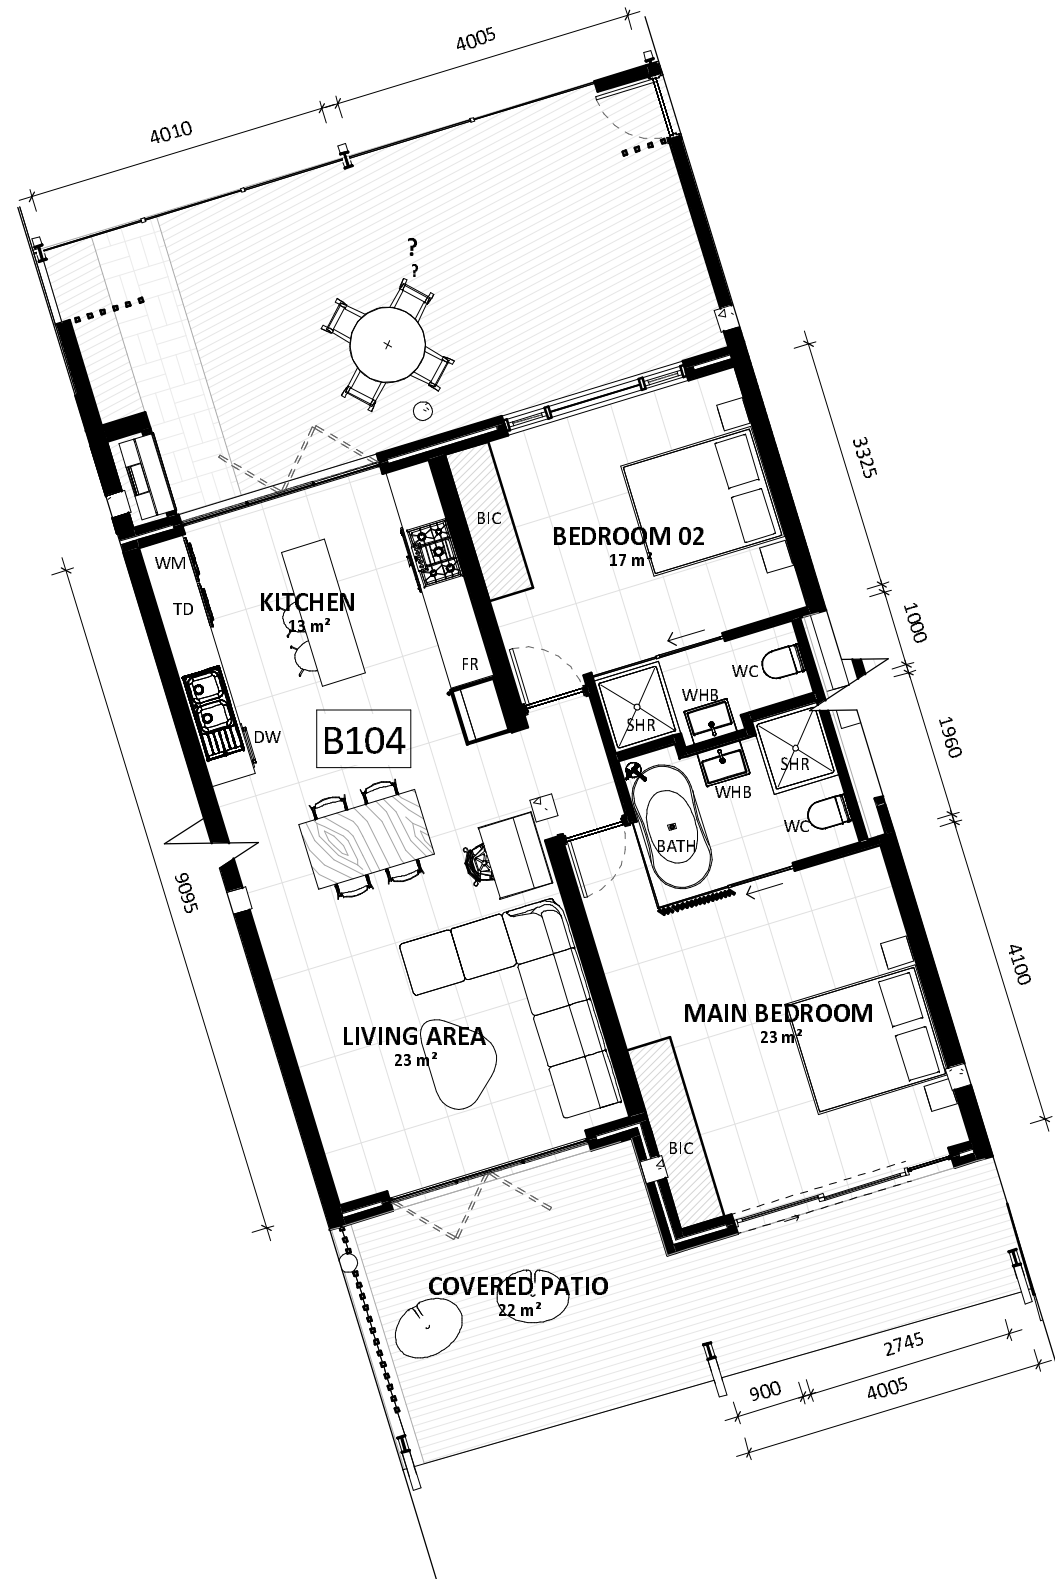 4005
4010
?
?
3325
BIC
BEDROOM 02
17 m²
WM
TD
KITCHEN
13 m²
1000
FR
WC
WHB
SHR
DW
B104
1960
SHR
WHB
WC
BATH
9095
4100
MAIN BEDROOM
23 m²
LIVING AREA
23 m²
BIC
COVERED PATIO
22 m²
2745
900
4005